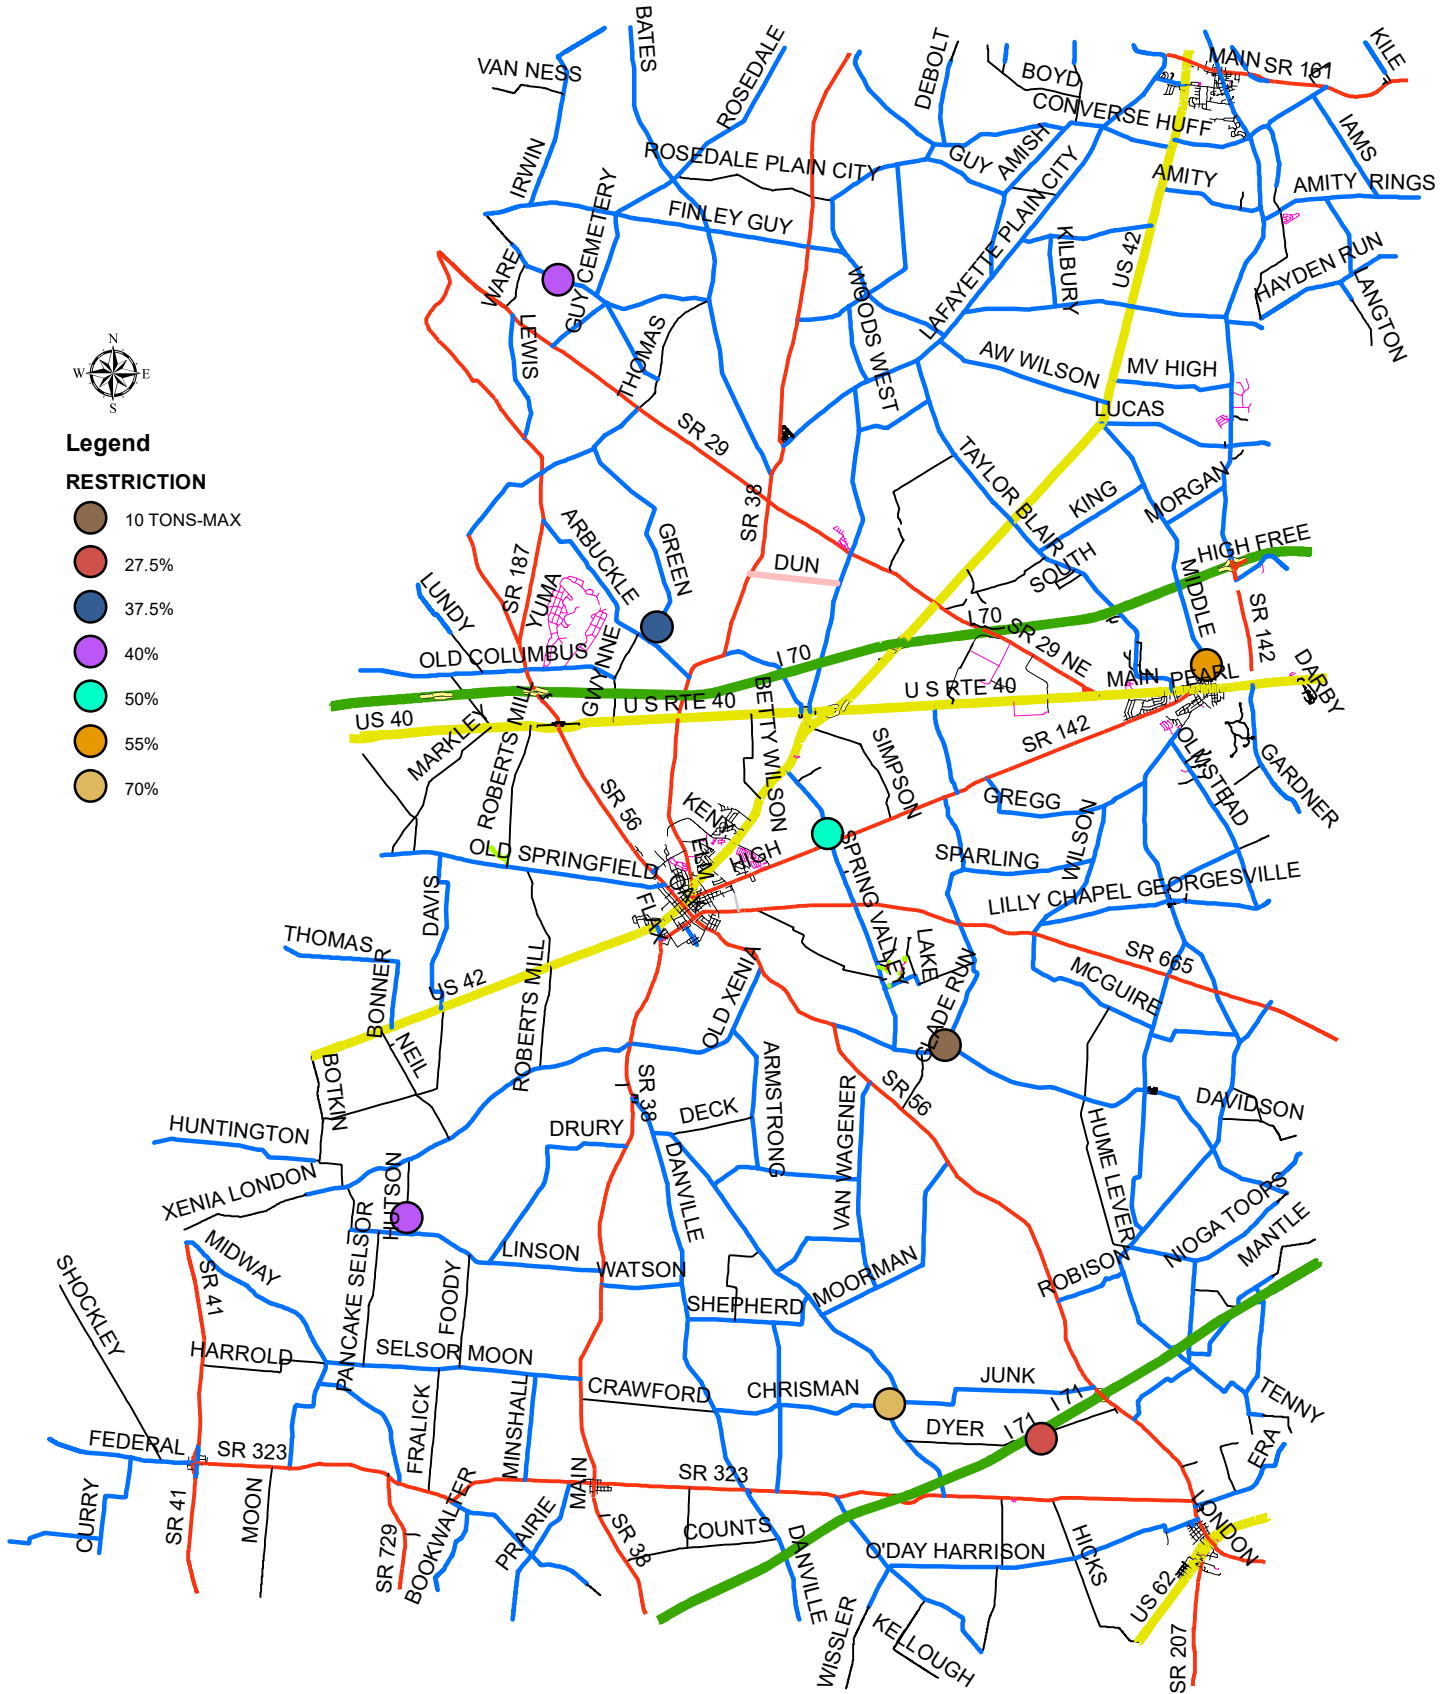 BATES
ROSEDALE
DEBOLT
KILE
VAN NESS
BOYD
MAIN
SR 161
CONVERSE HUFF
IAMS
IRWIN
ROSEDALE PLAIN CITY
GUY
AMISH
AMITY
AMITY RINGS
GUY CEMETERY
FINLEY GUY
LAFAYETTE PLAIN CITY
KILBURY
US 42
HAYDEN RUN
LANGTON
WARE
LEWIS
THOMAS
WOODS WEST
AW WILSON
MV HIGH
LUCAS
N
W
E
S
Legend
RESTRICTION
10 TONS-MAX
27.5%
37.5%
40%
50%
55%
70%
SR 29
SR 38
TAYLOR BLAIR
KING
MORGAN
ARBUCKLE
GREEN
DUN
SOUTH
HIGH FREE
MIDDLE
SR 187
YUMA
LUNDY
GWYNNE
I 70
I 70
SR 29 NE
SR 142
OLD COLUMBUS
U S RTE 40
U S RTE 40
MAIN
PEARL
DARBY
US 40
MARKLEY
ROBERTS MILL
BETTY WILSON
SIMPSON
SR 142
OLMSTEAD
GARDNER
SR 56
KENY
ELM
HIGH
OAK
FLAX
GREGG
WILSON
SPARLING
OLD SPRINGFIELD
SPRING VALLEY
LILLY CHAPEL GEORGESVILLE
DAVIS
THOMAS
BONNER
US 42
ROBERTS MILL
OLD XENIA
LAKE
GLADE RUN
SR 665
MCGUIRE
NEIL
BOTKIN
SR 38
DECK
ARMSTRONG
VAN WAGENER
SR 56
HUME LEVER
DAVIDSON
HUNTINGTON
DRURY
XENIA LONDON
HUTSON
DANVILLE
NIOGA TOOPS
MANTLE
MIDWAY
SR 41
SHOCKLEY
PANCAKE SELSOR
LINSON
WATSON
FOODY
SHEPHERD
MOORMAN
ROBISON
HARROLD
SELSOR MOON
CRAWFORD
CHRISMAN
JUNK
I 71
I 71
DYER
TENNY
ERA
FRALICK
MINSHALL
FEDERAL
SR 323
SR 323
CURRY
SR 41
MOON
SR 729
BOOKWALTER
PRAIRIE
MAIN
SR 38
COUNTS
DANVILLE
O'DAY HARRISON
HICKS
LONDON
US 62
WISSLER
KELLOUGH
SR 207